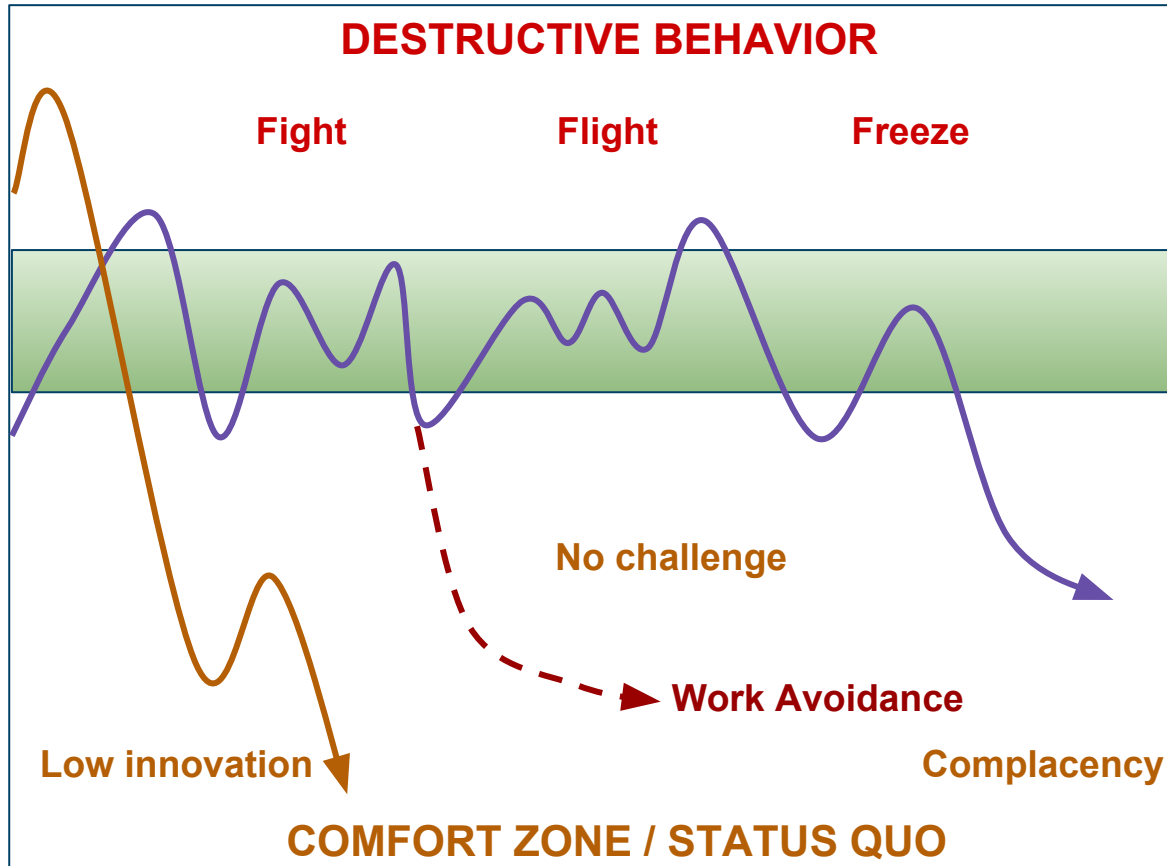 DESTRUCTIVE BEHAVIOR
Fight
Flight
Freeze
No challenge
Work Avoidance
Low innovation
Complacency
COMFORT ZONE / STATUS QUO